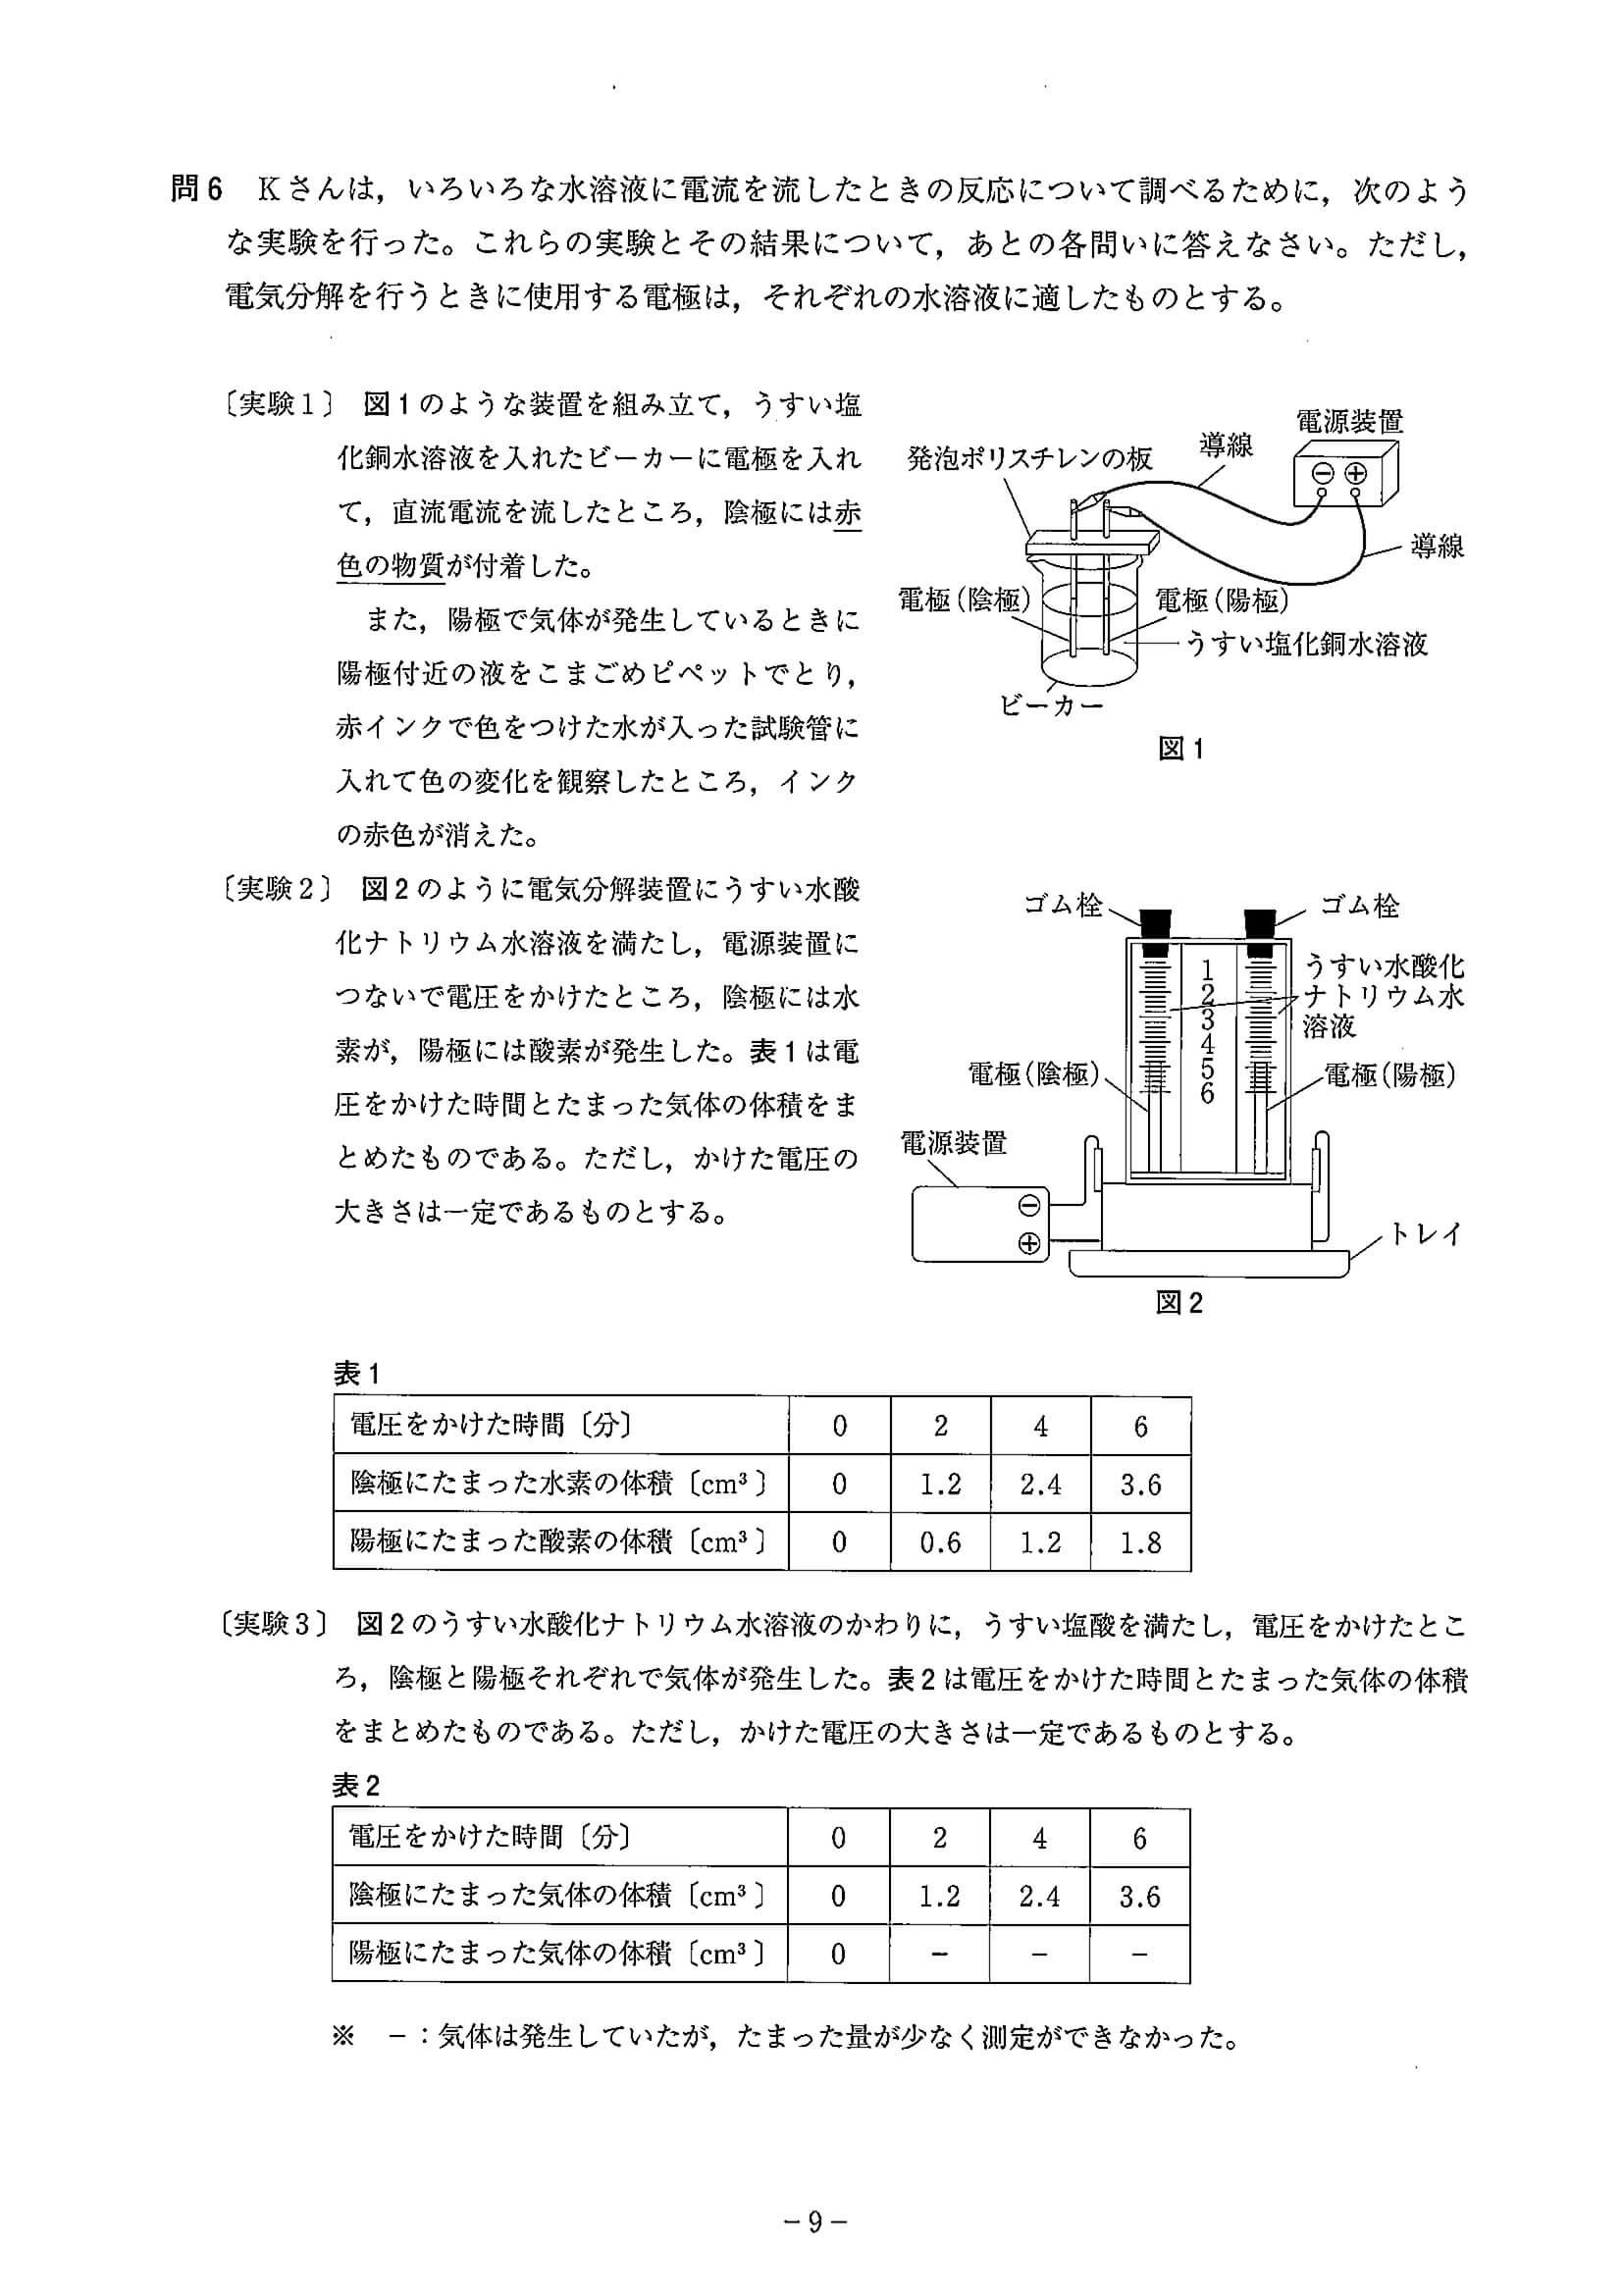 問6　Kさんは，いろいろな水溶液に電流を流したときの反応について調べるために，次のよう
な実験を行った。これらの実験とその結果について，あとの各問いに答えなさい。ただし，
電気分解を行うときに使用する電極は，それぞれの水溶液に適したものとする。
〔実験1〕　図1のような装置を組み立て，うすい塩
化銅水溶液を入れたビーカーに電極を入れ
て，直流電流を流したところ，陰極には赤
色の物質が付着した。
また，陽極で気体が発生しているときに
陽極付近の液をこまごめピペットでとり，
赤インクで色をつけた水が入った試験管に
入れて色の変化を観察したところ，インク
の赤色が消えた。
電源装置
導線
発泡ポリスチレンの板
⊖ ⊕
導線
電極(陰極)
電極(陽極)
うすい塩化銅水溶液
ビーカー
図1
〔実験2〕　図2のように電気分解装置にうすい水酸
化ナトリウム水溶液を満たし，電源装置に
つないで電圧をかけたところ，陰極には水
素が，陽極には酸素が発生した。表1は電
圧をかけた時間とたまった気体の体積をま
とめたものである。ただし，かけた電圧の
大きさは一定であるものとする。
ゴム栓
ゴム栓
1
2
3
4
5
6
うすい水酸化
ナトリウム水
溶液
電極(陰極)
電極(陽極)
電源装置
⊖
⊕
トレイ
図2
表1
電圧をかけた時間〔分〕 0 2 4 6
陰極にたまった水素の体積〔cm³〕 0 1.2 2.4 3.6
陽極にたまった酸素の体積〔cm³〕 0 0.6 1.2 1.8
〔実験3〕　図2のうすい水酸化ナトリウム水溶液のかわりに，うすい塩酸を満たし，電圧をかけたとこ
ろ，陰極と陽極それぞれで気体が発生した。表2は電圧をかけた時間とたまった気体の体積
をまとめたものである。ただし，かけた電圧の大きさは一定であるものとする。
表2
電圧をかけた時間〔分〕 0 2 4 6
陰極にたまった気体の体積〔cm³〕 0 1.2 2.4 3.6
陽極にたまった気体の体積〔cm³〕 0 − − −
※　−：気体は発生していたが，たまった量が少なく測定ができなかった。
−9−